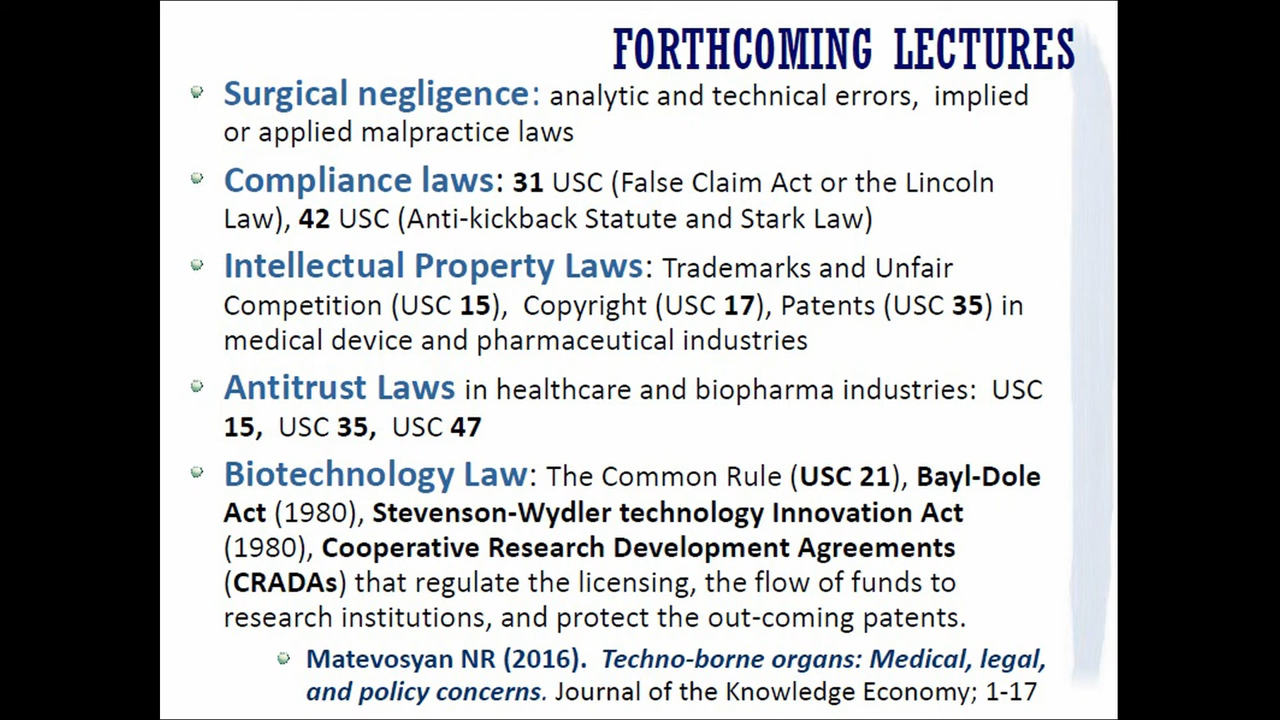 FORTHCOMING LECTURES
Surgical negligence: analytic and technical errors, implied
or applied malpractice laws
Compliance laws: 31 USC (False Claim Act or the Lincoln
Law), 42 USC (Anti-kickback Statute and Stark Law)
Intellectual Property Laws: Trademarks and Unfair
Competition (USC 15), Copyright (USC 17), Patents (USC 35) in
medical device and pharmaceutical industries
Antitrust Laws in healthcare and biopharma industries: USC
15, USC 35, USC 47
Biotechnology Law: The Common Rule (USC 21), Bayl-Dole
Act (1980), Stevenson-Wydler technology Innovation Act
(1980), Cooperative Research Development Agreements
(CRADAs) that regulate the licensing, the flow of funds to
research institutions, and protect the out-coming patents.
Matevosyan NR (2016). Techno-borne organs: Medical, legal,
and policy concerns. Journal of the Knowledge Economy; 1-17